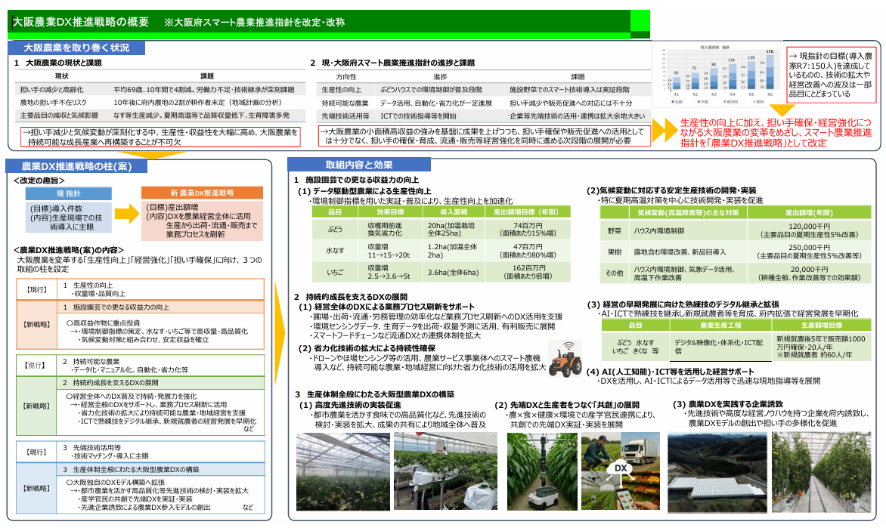 大阪農業DX推進戦略の概要　※大阪府スマート農業推進指針を改定・改称
大阪農業を取り巻く状況
1 大阪農業の現状と課題
現状　課題
担い手の減少と高齢化　平均69歳、10年間で4割減。労働力不足・技術継承が深刻課題
農地の担い手不在リスク　10年後に府内農地の2割が耕作者未定（地域計画の分析）
主要品目の減収と気候影響　なす等生産減少。夏期高温等で品質収量低下、生育障害多発
→担い手減少と気候変動が深刻化する中、生産性・収益性を大幅に高め、大阪農業を
持続可能な成長産業へ再構築することが不可欠
2 現・大阪府スマート農業推進指針の進捗と課題
方向性　進捗　課題
生産性の向上　ぶどうハウスでの環境制御が普及段階　施設野菜でのスマート技術導入は実証段階
持続可能な農業　データ活用、自動化・省力化が一定進展　担い手減少や販売促進への対応には不十分
先端技術活用等　ICTでの技術指導等を開始　企業等先端技術の活用・連携は拡大余地大きい
→大阪農業の小面積高収益の強みを基盤に成果を上げつつも、担い手確保や販売促進への活用としては
十分でなく、担い手の確保・育成、流通・販売等経営強化を同時に進める次段階の展開が必要
→ 現指針の目標(導入農
家R7:150人)を達成して
いるものの、技術の拡大や
経営改善への波及は一部
品目にとどまっている
生産性の向上に加え、担い手確保・経営強化につ
ながる大阪農業の変革をめざし、スマート農業推進
指針を「農業DX推進戦略」として改定
農業DX推進戦略の柱(案)
<改定の趣旨>
現 指針
(目標)導入件数
(内容)生産現場での技
術導入に主眼
新 農業DX推進戦略
(目標)産出額増
(内容)DXを農業経営全体に活用
生産から出荷・流通・販売まで
業務プロセスを刷新
<農業DX推進戦略(案)の内容>
大阪農業を変革する「生産性向上」「経営強化」「担い手確保」に向け、3つの
取組の柱を設定
【現行】
1 生産性の向上
・収量増・品質向上
【新戦略】
1 施設園芸での更なる収益力の向上
○高収益作物に重点投資
→・環境制御指標の策定、水なす・いちご等で高収量・高品質化
・気候変動対策と組み合わせ、安定収益を確立
【現行】
2 持続可能な農業
・データ化・マニュアル化、自動化・省力化等
【新戦略】
2 持続的成長を支えるDXの展開
○経営全体へのDX普及で持続・発展力を強化
→・経営全般のDXをサポートし、業務プロセス刷新に活用
・省力化技術の拡大により持続可能な農業・地域経営を支援
・ICTで熟練技をデジタル継承、新規就農者の経営発展を早期化
など
【現行】
3 先端技術活用等
・技術マッチング・導入に主眼
【新戦略】
3 生産体制全般にわたる大阪型農業DXの構築
○大阪独自のDXモデル構築へ拡張
→・都市農業を活かす高品質化等先進技術の検討・実装を拡大
・産学官民の共創で先端DXを実証・実装
・先進企業誘致による農業DX参入モデルの創出　など
取組内容と効果
1 施設園芸での更なる収益力の向上
(1) データ駆動型農業による生産性向上
・環境制御指標を用いた実証・普及により、生産性向上を加速化
品目　効果目標　導入面積　産出額増目標（年間）
ぶどう　収穫期前進　換気省力化　20ha(加温栽培　全体25ha)　74百万円　(面積あたり15％増)
水なす　収量増　11→15→20t　1.2ha(加温全体　2ha)　47百万円　(面積あたり80％増)
いちご　収量増　2.5→3.6→5t　3.6ha(全体6ha)　162百万円　(面積あたり倍増)
(2)気候変動に対応する安定生産技術の開発・実装
・特に夏期高温対策を中心に技術開発・実装を促進
気候変動(高温障害等)の主な対策　産出額増(年間)
野菜　ハウス内環境制御　120,000千円　(主要品目の夏期生産性5%改善)
果樹　露地含む環境改善、新品目導入　250,000千円　(主要品目の夏期生産性5%改善等)
その他　ハウス内環境制御、気象データ活用、　高温下作業改善　20,000千円　(耕種全般、作業改善等での効果額)
2 持続的成長を支えるDXの展開
(1) 経営全体のDXによる業務プロセス刷新をサポート
・圃場・出荷・流通・労務管理の効率化など業務プロセス刷新へのDX活用を支援
・環境センシングデータ、生育データを出荷・収量予測に活用、有利販売に展開
・スマートフードチェーンなど流通DXとの連携体制を拡大
(2) 省力化技術の拡大による持続性確保
・ドローンやほ場センシング等の活用、農業サービス事業体へのスマート農機
導入など、持続可能な農業・地域経営に向けた省力化技術の活用を拡大
(3) 経営の早期発展に向けた熟練技のデジタル継承と拡張
・AI・ICTで熟練技を継承し新規就農者等を育成、府内拡張で経営発展を早期化
品目　重要生産工程　生産額増目標
ぶどう 水なす　いちご きくな 等　デジタル映像化・体系化・ICT配　信　新規就農後5年で販売額1000　万円確保・20人/年　※新規就農者 約60人/年
(4) AI(人工知能)・ICT等を活用した経営サポート
・DXを活用し、AI・ICTによるデータ活用等で迅速な現地指導等を展開
3 生産体制全般にわたる大阪型農業DXの構築
(1) 高度先進技術の実装促進
・都市農業を活かす食味での高品質化など、先進技術の
検討・実装を拡大、成果の共有により地域全体へ普及
(2) 先端DXと生産者をつなぐ「共創」の展開
・農×食×健康×環境での産学官民連携により、
共創での先端DX実証・実装を展開
(3) 農業DXを実践する企業誘致
・先進技術や高度な経営ノウハウを持つ企業を府内誘致し、
農業DXモデルの創出や担い手の多様化を促進
DX